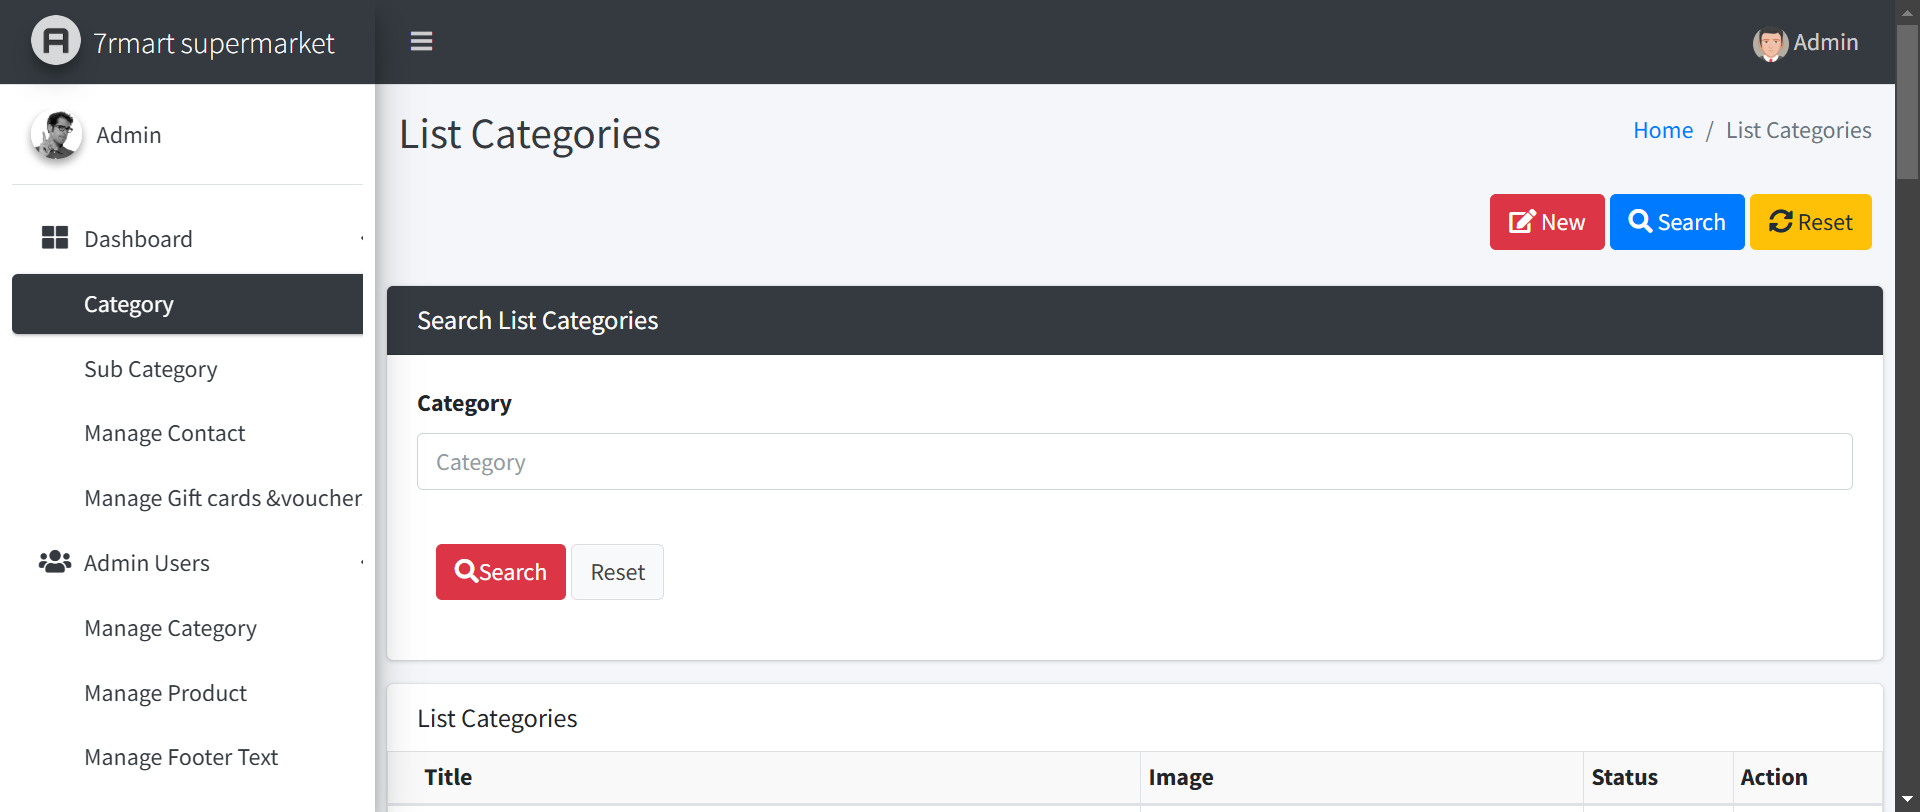 7rmart supermarket
Admin
Admin
List Categories
Home / List Categories
New
Search
Reset
Dashboard
Category
Sub Category
Manage Contact
Manage Gift cards &voucher
Admin Users
Manage Category
Manage Product
Manage Footer Text
Search List Categories
Category
Category
Search
Reset
List Categories
Title Image Status Action